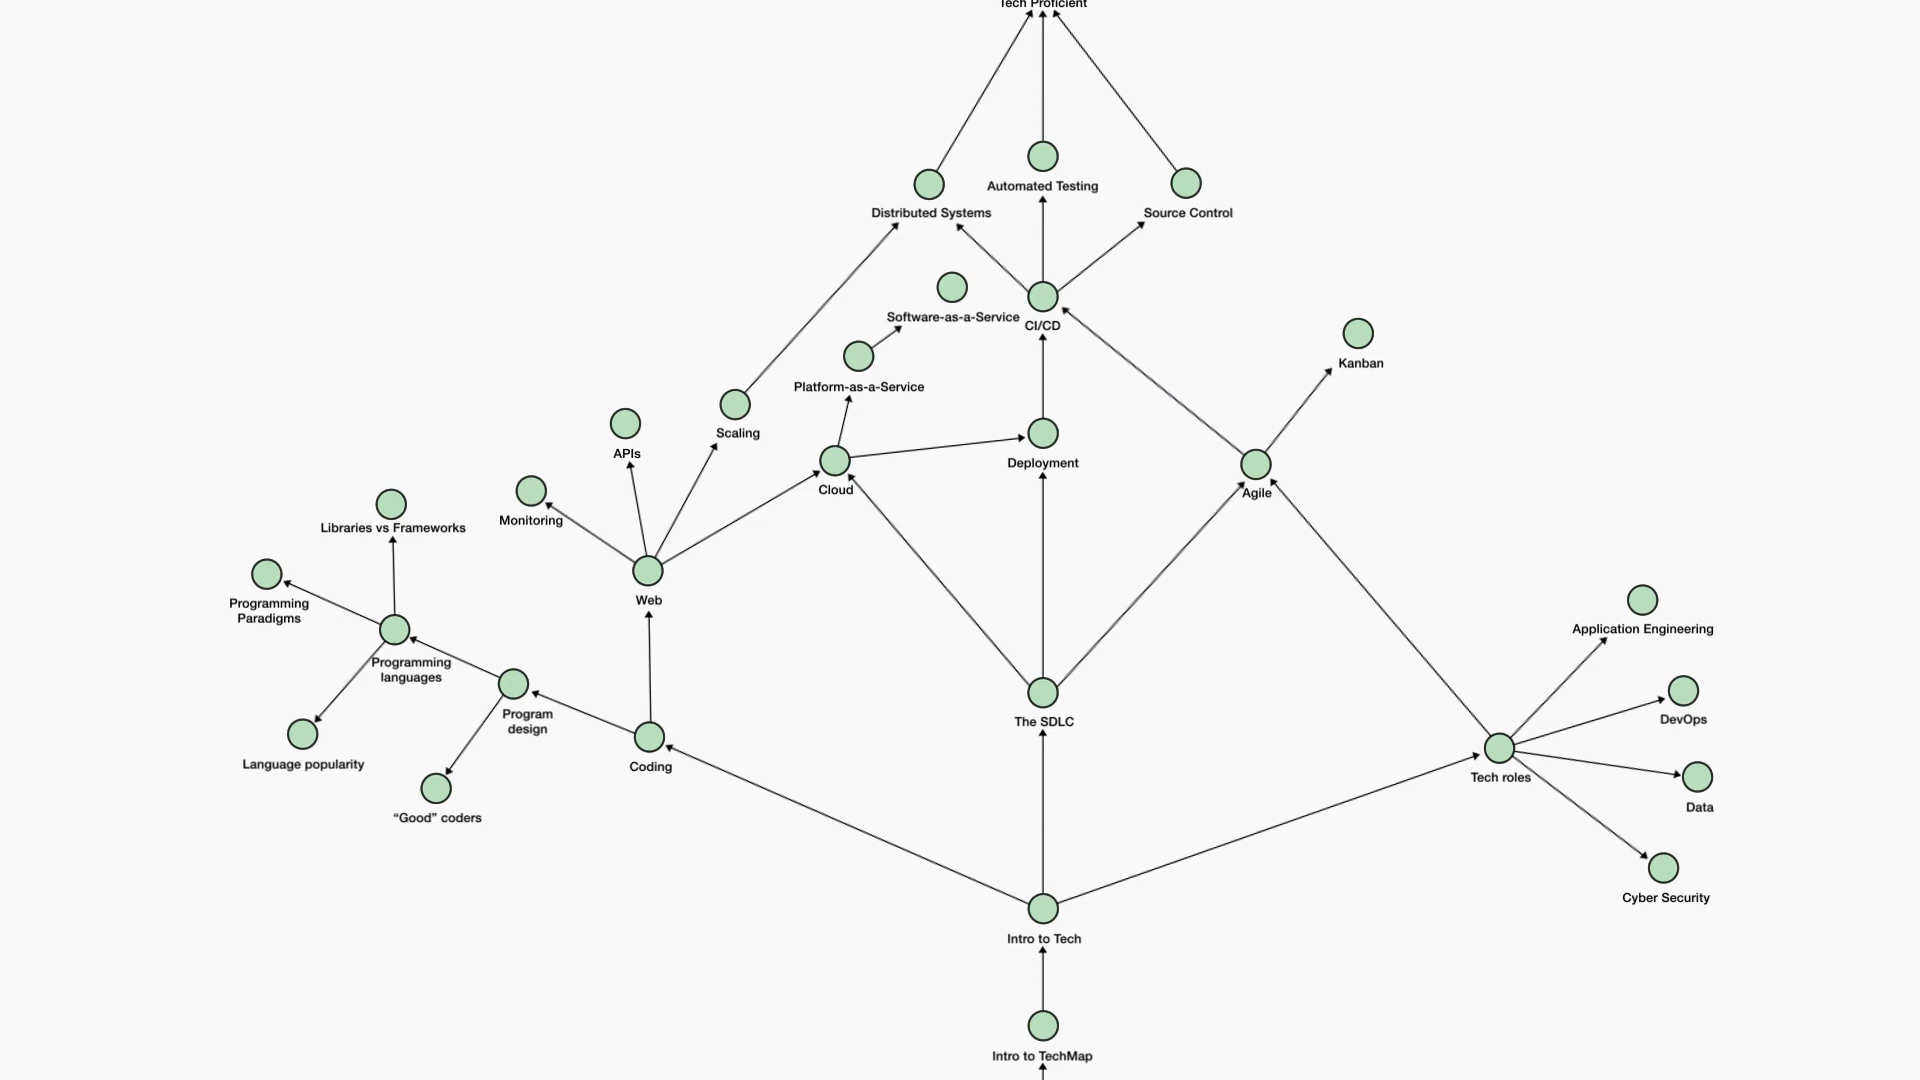 Tech Proficient
Automated Testing
Distributed Systems
Source Control
Software-as-a-Service
CI/CD
Kanban
Platform-as-a-Service
Scaling
APIs
Deployment
Cloud
Agile
Monitoring
Libraries vs Frameworks
Web
Programming
Paradigms
Application Engineering
Programming
languages
Program
design
The SDLC
DevOps
Language popularity
Coding
Tech roles
Data
“Good” coders
Cyber Security
Intro to Tech
Intro to TechMap